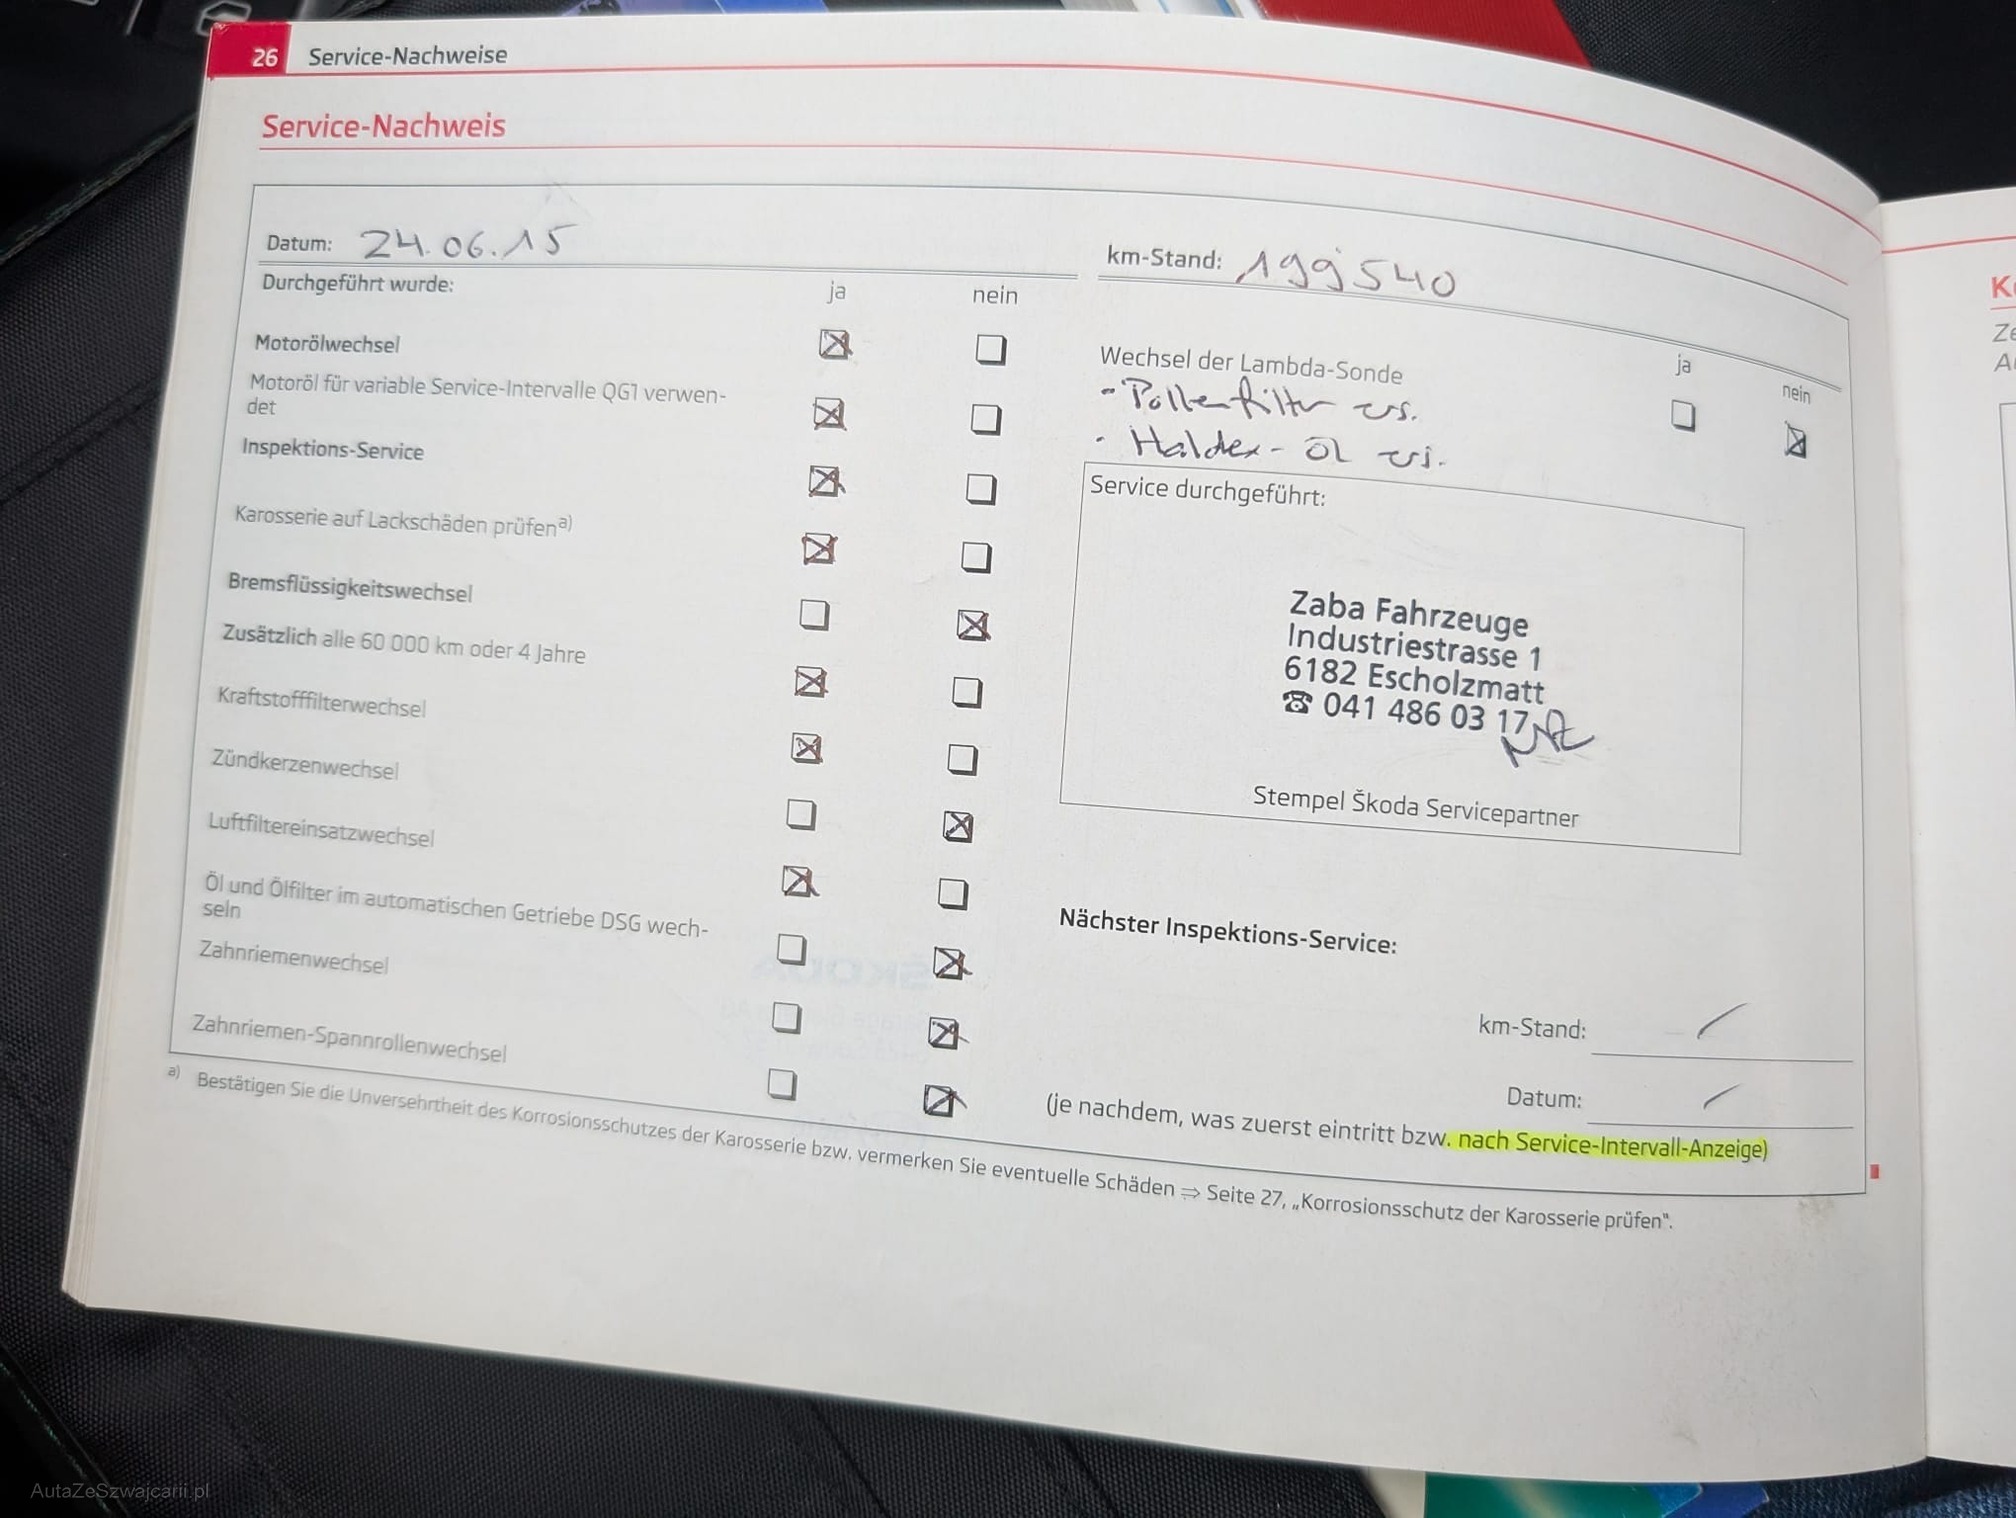 26 Service-Nachweise
Service-Nachweis
Datum: 24.06.15
km-Stand: 199540
Durchgeführt wurde:
ja nein
Motorölwechsel
Motoröl für variable Service-Intervalle QG1 verwen-
det
Inspektions-Service
Karosserie auf Lackschäden prüfen a)
Bremsflüssigkeitswechsel
Zusätzlich alle 60 000 km oder 4 Jahre
Kraftstofffilterwechsel
Zündkerzenwechsel
Luftfiltereinsatzwechsel
Öl und Ölfilter im automatischen Getriebe DSG wech-
seln
Zahnriemenwechsel
Zahnriemen-Spannrollenwechsel
ja nein
Wechsel der Lambda-Sonde
- Pollenfilter
- Haldex-Öl
Service durchgeführt:
Zaba Fahrzeuge
Industriestrasse 1
6182 Escholzmatt
☎ 041 486 03 17
Stempel Škoda Servicepartner
Nächster Inspektions-Service:
km-Stand: /
Datum: /
(je nachdem, was zuerst eintritt bzw. nach Service-Intervall-Anzeige)
a) Bestätigen Sie die Unversehrtheit des Korrosionsschutzes der Karosserie bzw. vermerken Sie eventuelle Schäden ⇒ Seite 27, „Korrosionsschutz der Karosserie prüfen".
AutaZeSzwajcarii.pl